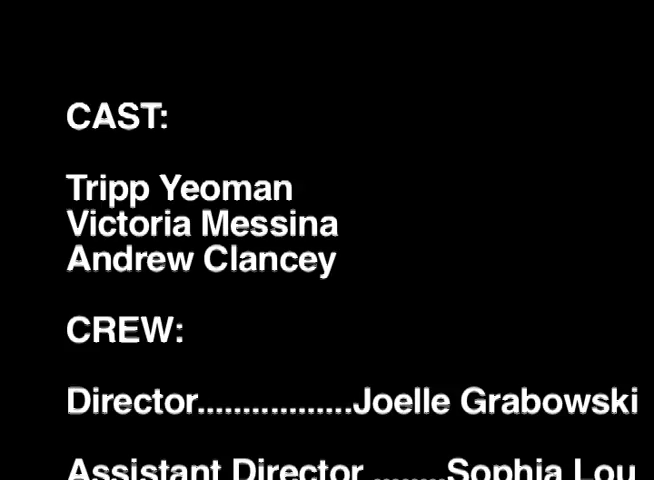 CAST:
Tripp Yeoman
Victoria Messina
Andrew Clancey
CREW:
Director.................Joelle Grabowski
Assistant Director ........Sophia Lou